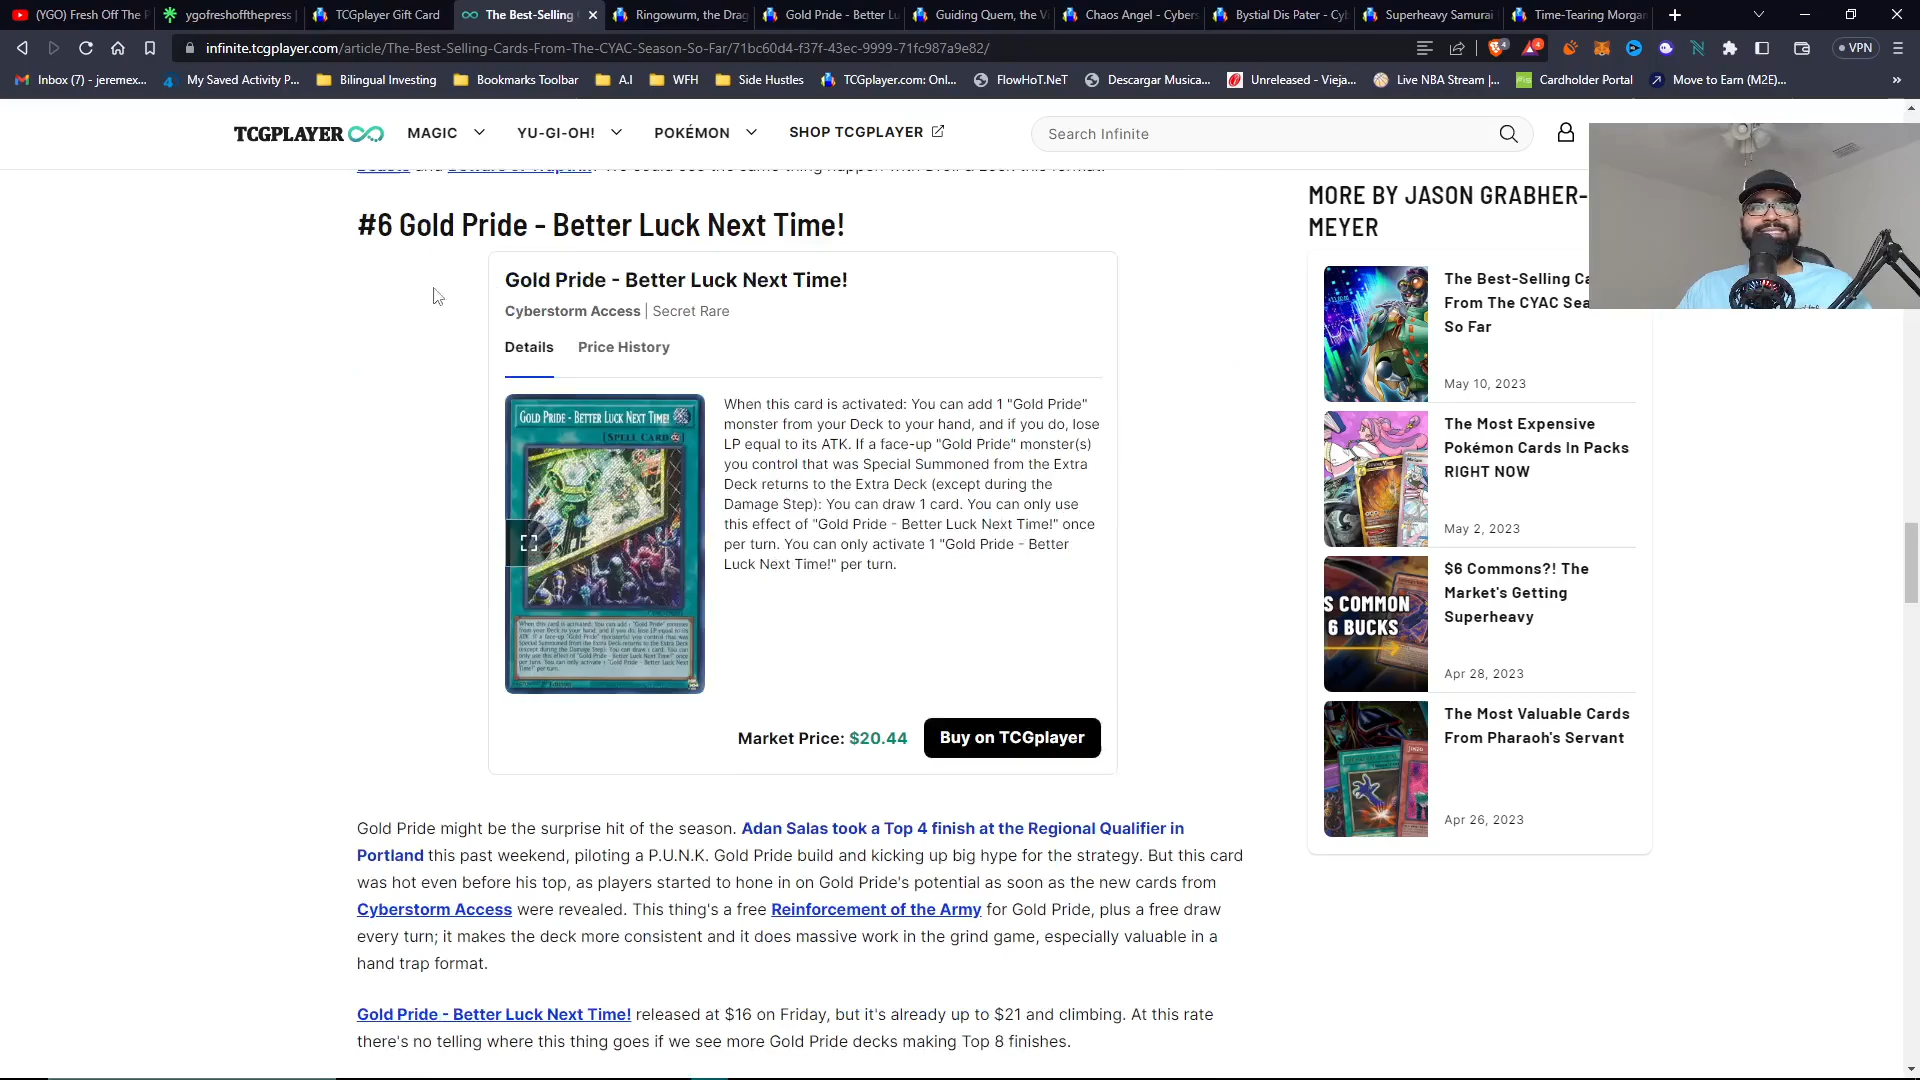 (YGO) Fresh Off The P
ygofreshoffthepress |
TCGplayer Gift Card
The Best-Selling
Ringowurm, the Drag
Gold Pride - Better Lu
Guiding Quem, the V
Chaos Angel - Cybers
Bystial Dis Pater - Cyb
Superheavy Samurai
Time-Tearing Morgan
infinite.tcgplayer.com/article/The-Best-Selling-Cards-From-The-CYAC-Season-So-Far/71bc60d4-f37f-43ec-9999-71fc987a9e82/
VPN
Inbox (7) - jeremex...
My Saved Activity P...
Bilingual Investing
Bookmarks Toolbar
A.I
WFH
Side Hustles
TCGplayer.com: Onl...
FlowHot.NeT
Descargar Musica...
Unreleased - Vieja...
Live NBA Stream |...
Cardholder Portal
Move to Earn (M2E)...
TCGPLAYER
MAGIC
YU-GI-OH!
POKÉMON
SHOP TCGPLAYER
Search Infinite
#6 Gold Pride - Better Luck Next Time!
Gold Pride - Better Luck Next Time!
Cyberstorm Access | Secret Rare
Details
Price History
GOLD PRIDE - BETTER LUCK NEXT TIME!
[SPELL CARD]
When this card is activated: You can add 1 "Gold Pride"
monster from your Deck to your hand, and if you do, lose
LP equal to its ATK. If a face-up "Gold Pride" monster(s)
you control that was Special Summoned from the Extra
Deck returns to the Extra Deck (except during the
Damage Step): You can draw 1 card. You can only use
this effect of "Gold Pride - Better Luck Next Time!" once
per turn. You can only activate 1 "Gold Pride - Better
Luck Next Time!" per turn.
Market Price: $20.44
Buy on TCGplayer
Gold Pride might be the surprise hit of the season. Adan Salas took a Top 4 finish at the Regional Qualifier in
Portland this past weekend, piloting a P.U.N.K. Gold Pride build and kicking up big hype for the strategy. But this card
was hot even before his top, as players started to hone in on Gold Pride's potential as soon as the new cards from
Cyberstorm Access were revealed. This thing's a free Reinforcement of the Army for Gold Pride, plus a free draw
every turn; it makes the deck more consistent and it does massive work in the grind game, especially valuable in a
hand trap format.
Gold Pride - Better Luck Next Time! released at $16 on Friday, but it's already up to $21 and climbing. At this rate
there's no telling where this thing goes if we see more Gold Pride decks making Top 8 finishes.
MORE BY JASON GRABHER-
MEYER
The Best-Selling Ca
From The CYAC Sea
So Far
May 10, 2023
The Most Expensive
Pokémon Cards In Packs
RIGHT NOW
May 2, 2023
S COMMON
6 BUCKS
$6 Commons?! The
Market's Getting
Superheavy
Apr 28, 2023
The Most Valuable Cards
From Pharaoh's Servant
Apr 26, 2023